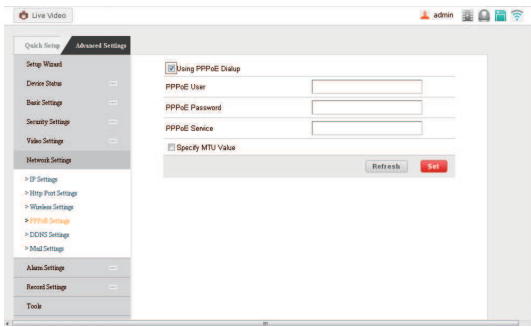 Live Video
admin
Quick Setup
Advanced Settings
Setup Wizard
Device Status
Basic Settings
Security Settings
Video Settings
Network Settings
> IP Settings
> Http Port Settings
> Wireless Settings
> PPPoE Settings
> DDNS Settings
> Mail Settings
Alarm Settings
Record Settings
Tools
Using PPPoE Dialup
PPPoE User
PPPoE Password
PPPoE Service
Specify MTU Value
Refresh
Set